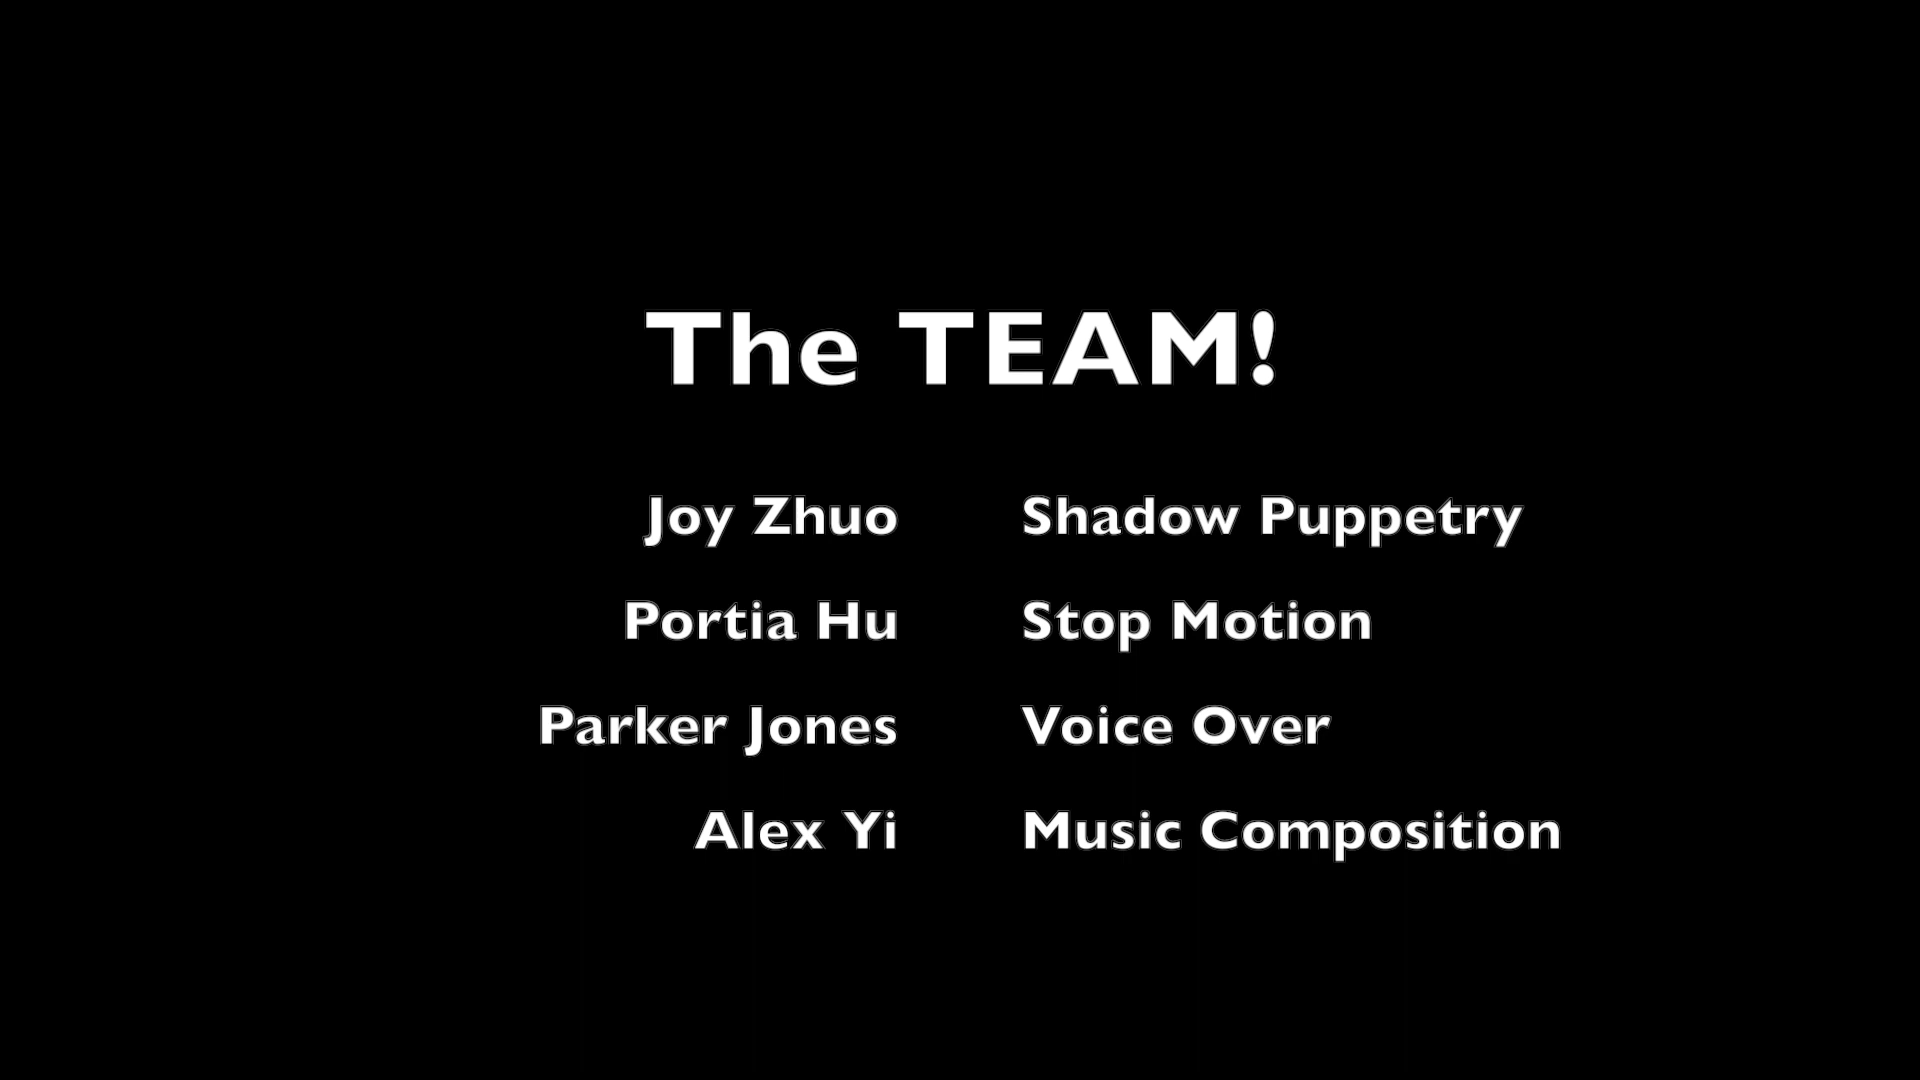 The TEAM!
Joy Zhuo Shadow Puppetry
Portia Hu Stop Motion
Parker Jones Voice Over
Alex Yi Music Composition